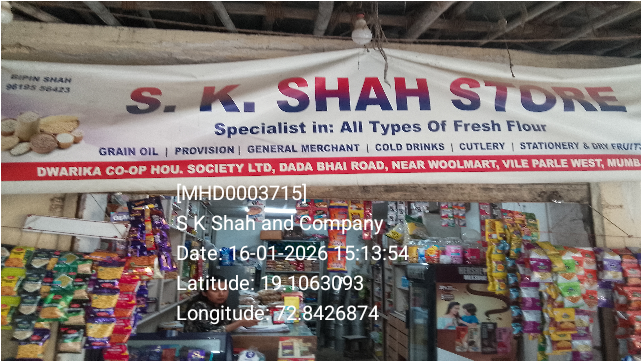 BIPIN SHAH
98195 56423
S. K. SHAH STORE
Specialist in: All Types Of Fresh Flour
GRAIN OIL | PROVISION | GENERAL MERCHANT | COLD DRINKS | CUTLERY | STATIONERY & DRY FRUITS
DWARIKA CO-OP HOU. SOCIETY LTD, DADA BHAI ROAD, NEAR WOOLMART, VILE PARLE WEST, MUMB
[MHD0003715]
S K Shah and Company
Date: 16-01-2026 15:13:54
Latitude: 19.1063093
Longitude: 72.8426874